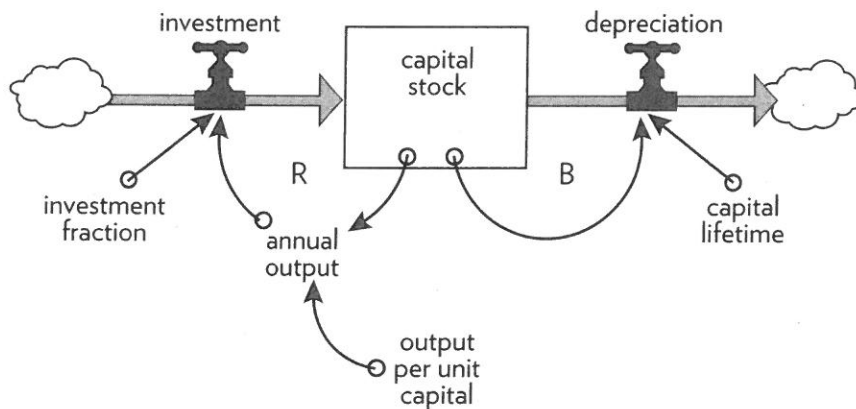 investment
depreciation
capital
stock
R
B
investment
fraction
capital
lifetime
annual
output
output
per unit
capital